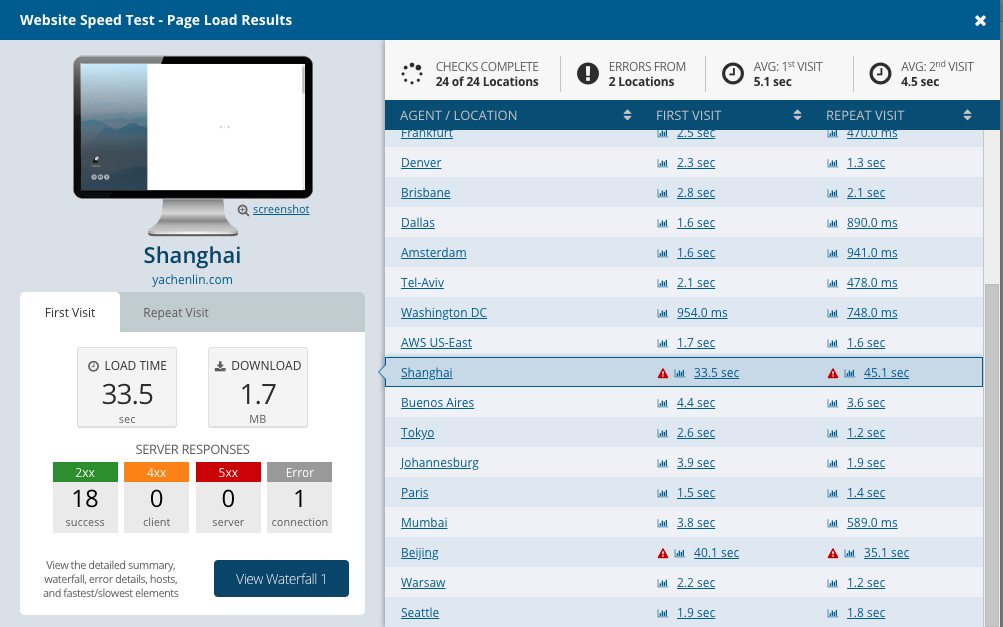 Website Speed Test - Page Load Results
screenshot
Shanghai
yachenlin.com
First Visit
Repeat Visit
LOAD TIME
33.5
sec
DOWNLOAD
1.7
MB
SERVER RESPONSES
2xx 4xx 5xx Error
18 0 0 1
success client server connection
View the detailed summary,
waterfall, error details, hosts,
and fastest/slowest elements
View Waterfall 1
CHECKS COMPLETE
24 of 24 Locations
ERRORS FROM
2 Locations
AVG: 1st VISIT
5.1 sec
AVG: 2nd VISIT
4.5 sec
AGENT / LOCATION FIRST VISIT REPEAT VISIT
Frankfurt 2.5 sec 470.0 ms
Denver 2.3 sec 1.3 sec
Brisbane 2.8 sec 2.1 sec
Dallas 1.6 sec 890.0 ms
Amsterdam 1.6 sec 941.0 ms
Tel-Aviv 2.1 sec 478.0 ms
Washington DC 954.0 ms 748.0 ms
AWS US-East 1.7 sec 1.6 sec
Shanghai 33.5 sec 45.1 sec
Buenos Aires 4.4 sec 3.6 sec
Tokyo 2.6 sec 1.2 sec
Johannesburg 3.9 sec 1.9 sec
Paris 1.5 sec 1.4 sec
Mumbai 3.8 sec 589.0 ms
Beijing 40.1 sec 35.1 sec
Warsaw 2.2 sec 1.2 sec
Seattle 1.9 sec 1.8 sec